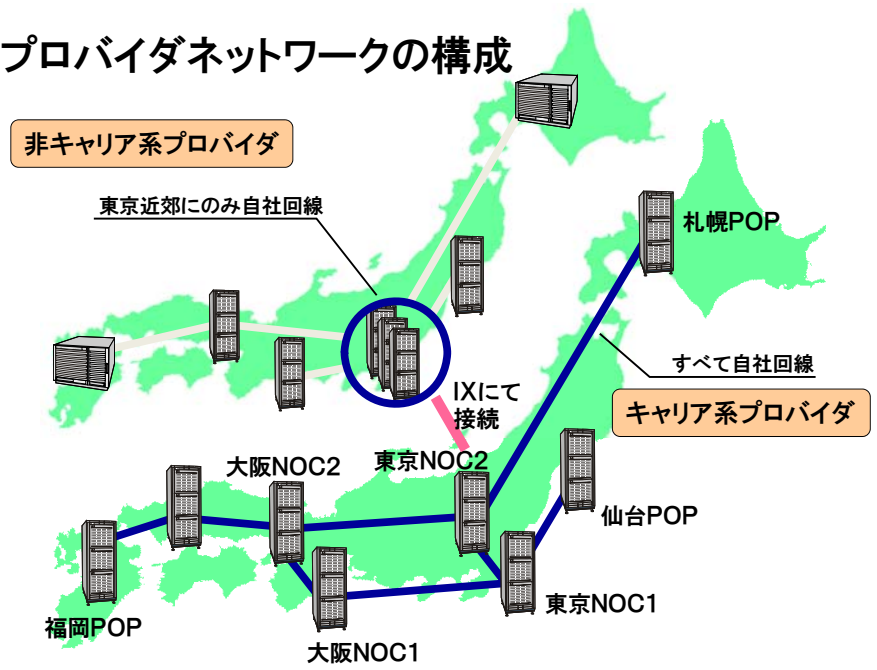 プロバイダネットワークの構成
非キャリア系プロバイダ
東京近郊にのみ自社回線
札幌POP
すべて自社回線
IXにて
接続
キャリア系プロバイダ
大阪NOC2
東京NOC2
仙台POP
東京NOC1
福岡POP
大阪NOC1